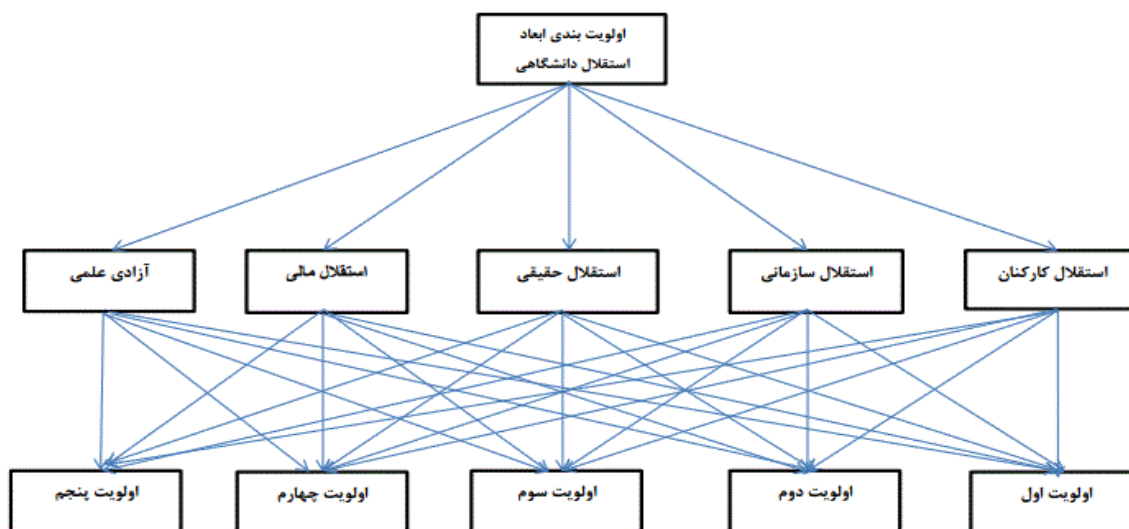 اولویت بندی ابعاد
استقلال دانشگاهی
استقلال کارکنان
استقلال سازمانی
استقلال حقیقی
استقلال مالی
آزادی علمی
اولویت اول
اولویت دوم
اولویت سوم
اولویت چهارم
اولویت پنجم